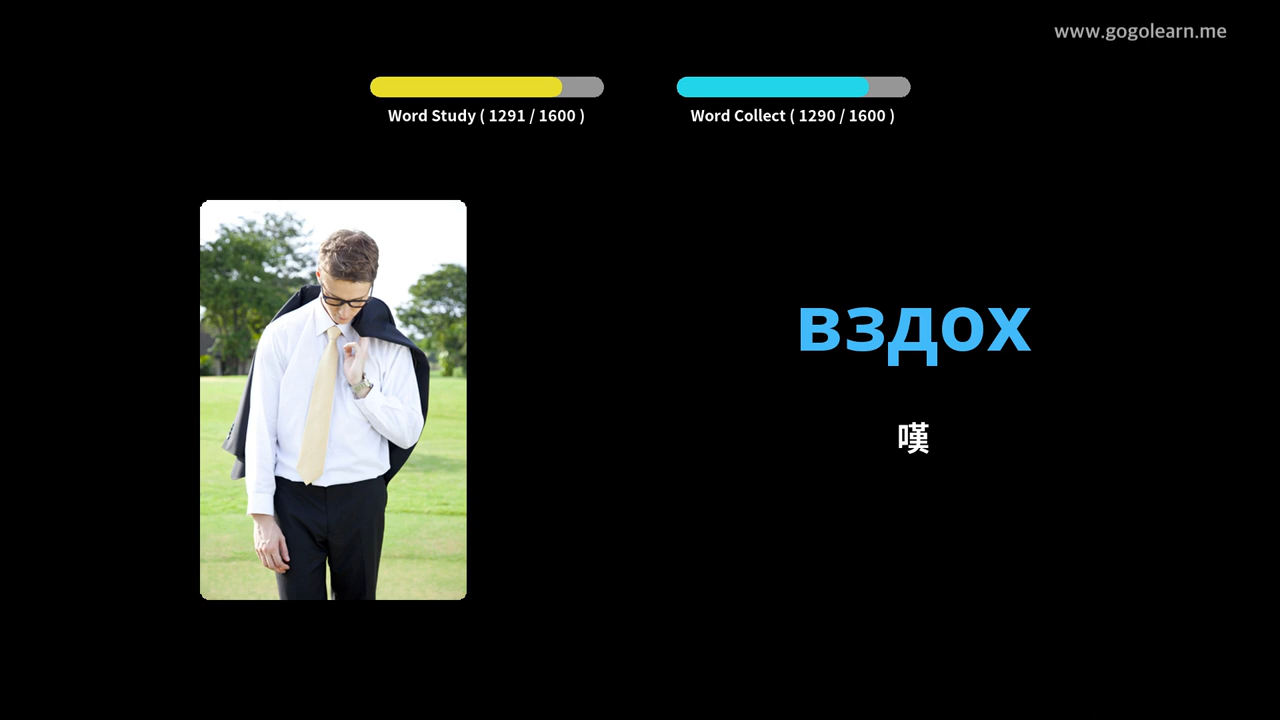 www.gogolearn.me
Word Study ( 1291 / 1600 )
Word Collect ( 1290 / 1600 )
вздох
嘆